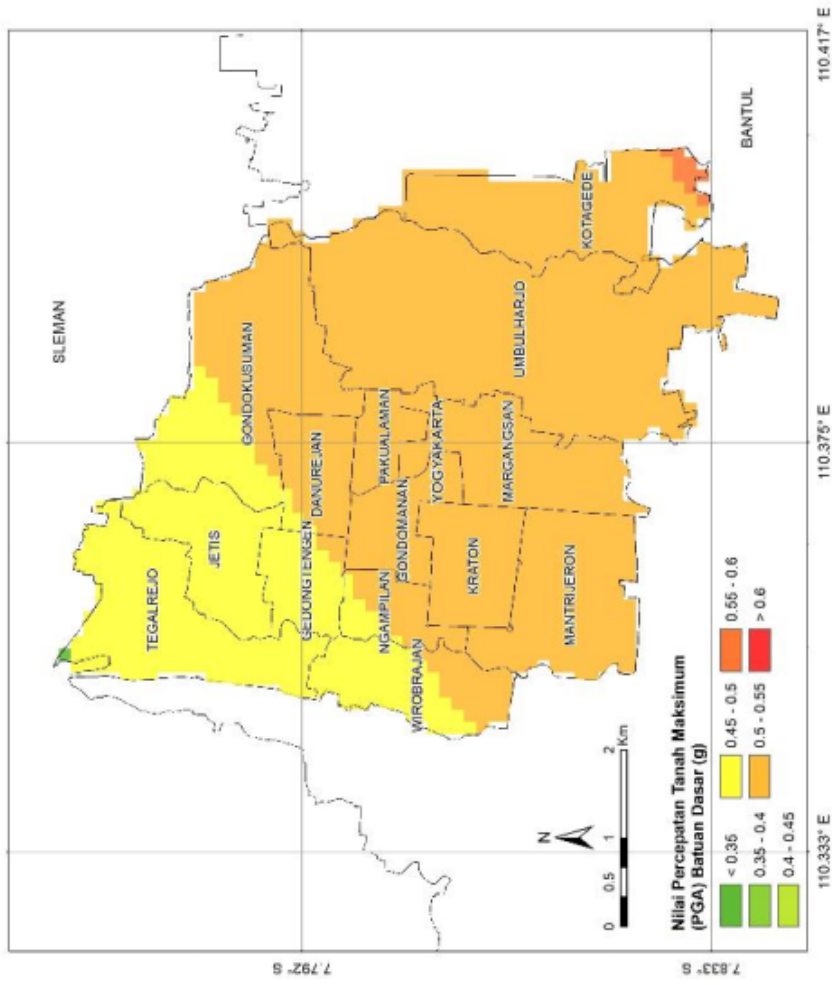 SLEMAN
TEGALREJO
JETIS
GONDOKUSUMAN
GEDONGTENGEN
DANUREJAN
NGAMPILAN
PAKUALAMAN
GONDOMANAN
WIROBRAJAN
YOGYAKARTA
KRATON
MARGANGSAN
UMBULHARJO
KOTAGEDE
MANTRIJERON
BANTUL
7.792° S
7.833° S
N
0 0.5 1 2
Km
Nilai Percepatan Tanah Maksimum
(PGA) Batuan Dasar (g)
< 0.35
0.35 - 0.4
0.4 - 0.45
0.45 - 0.5
0.5 - 0.55
0.55 - 0.6
> 0.6
110.333° E
110.375° E
110.417° E